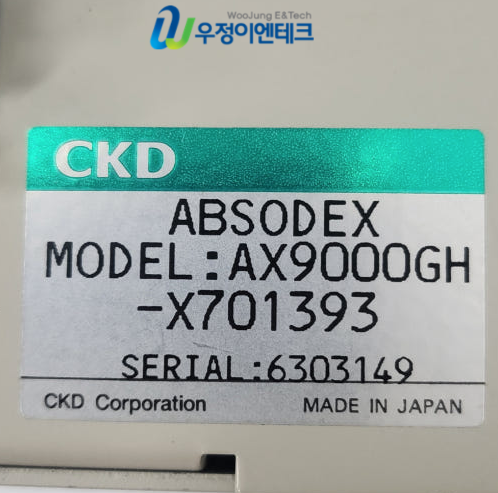 WooJung E&Tech
우정이엔테크
CKD
ABSODEX
MODEL:AX9000GH
-X701393
SERIAL:6303149
CKD Corporation MADE IN JAPAN